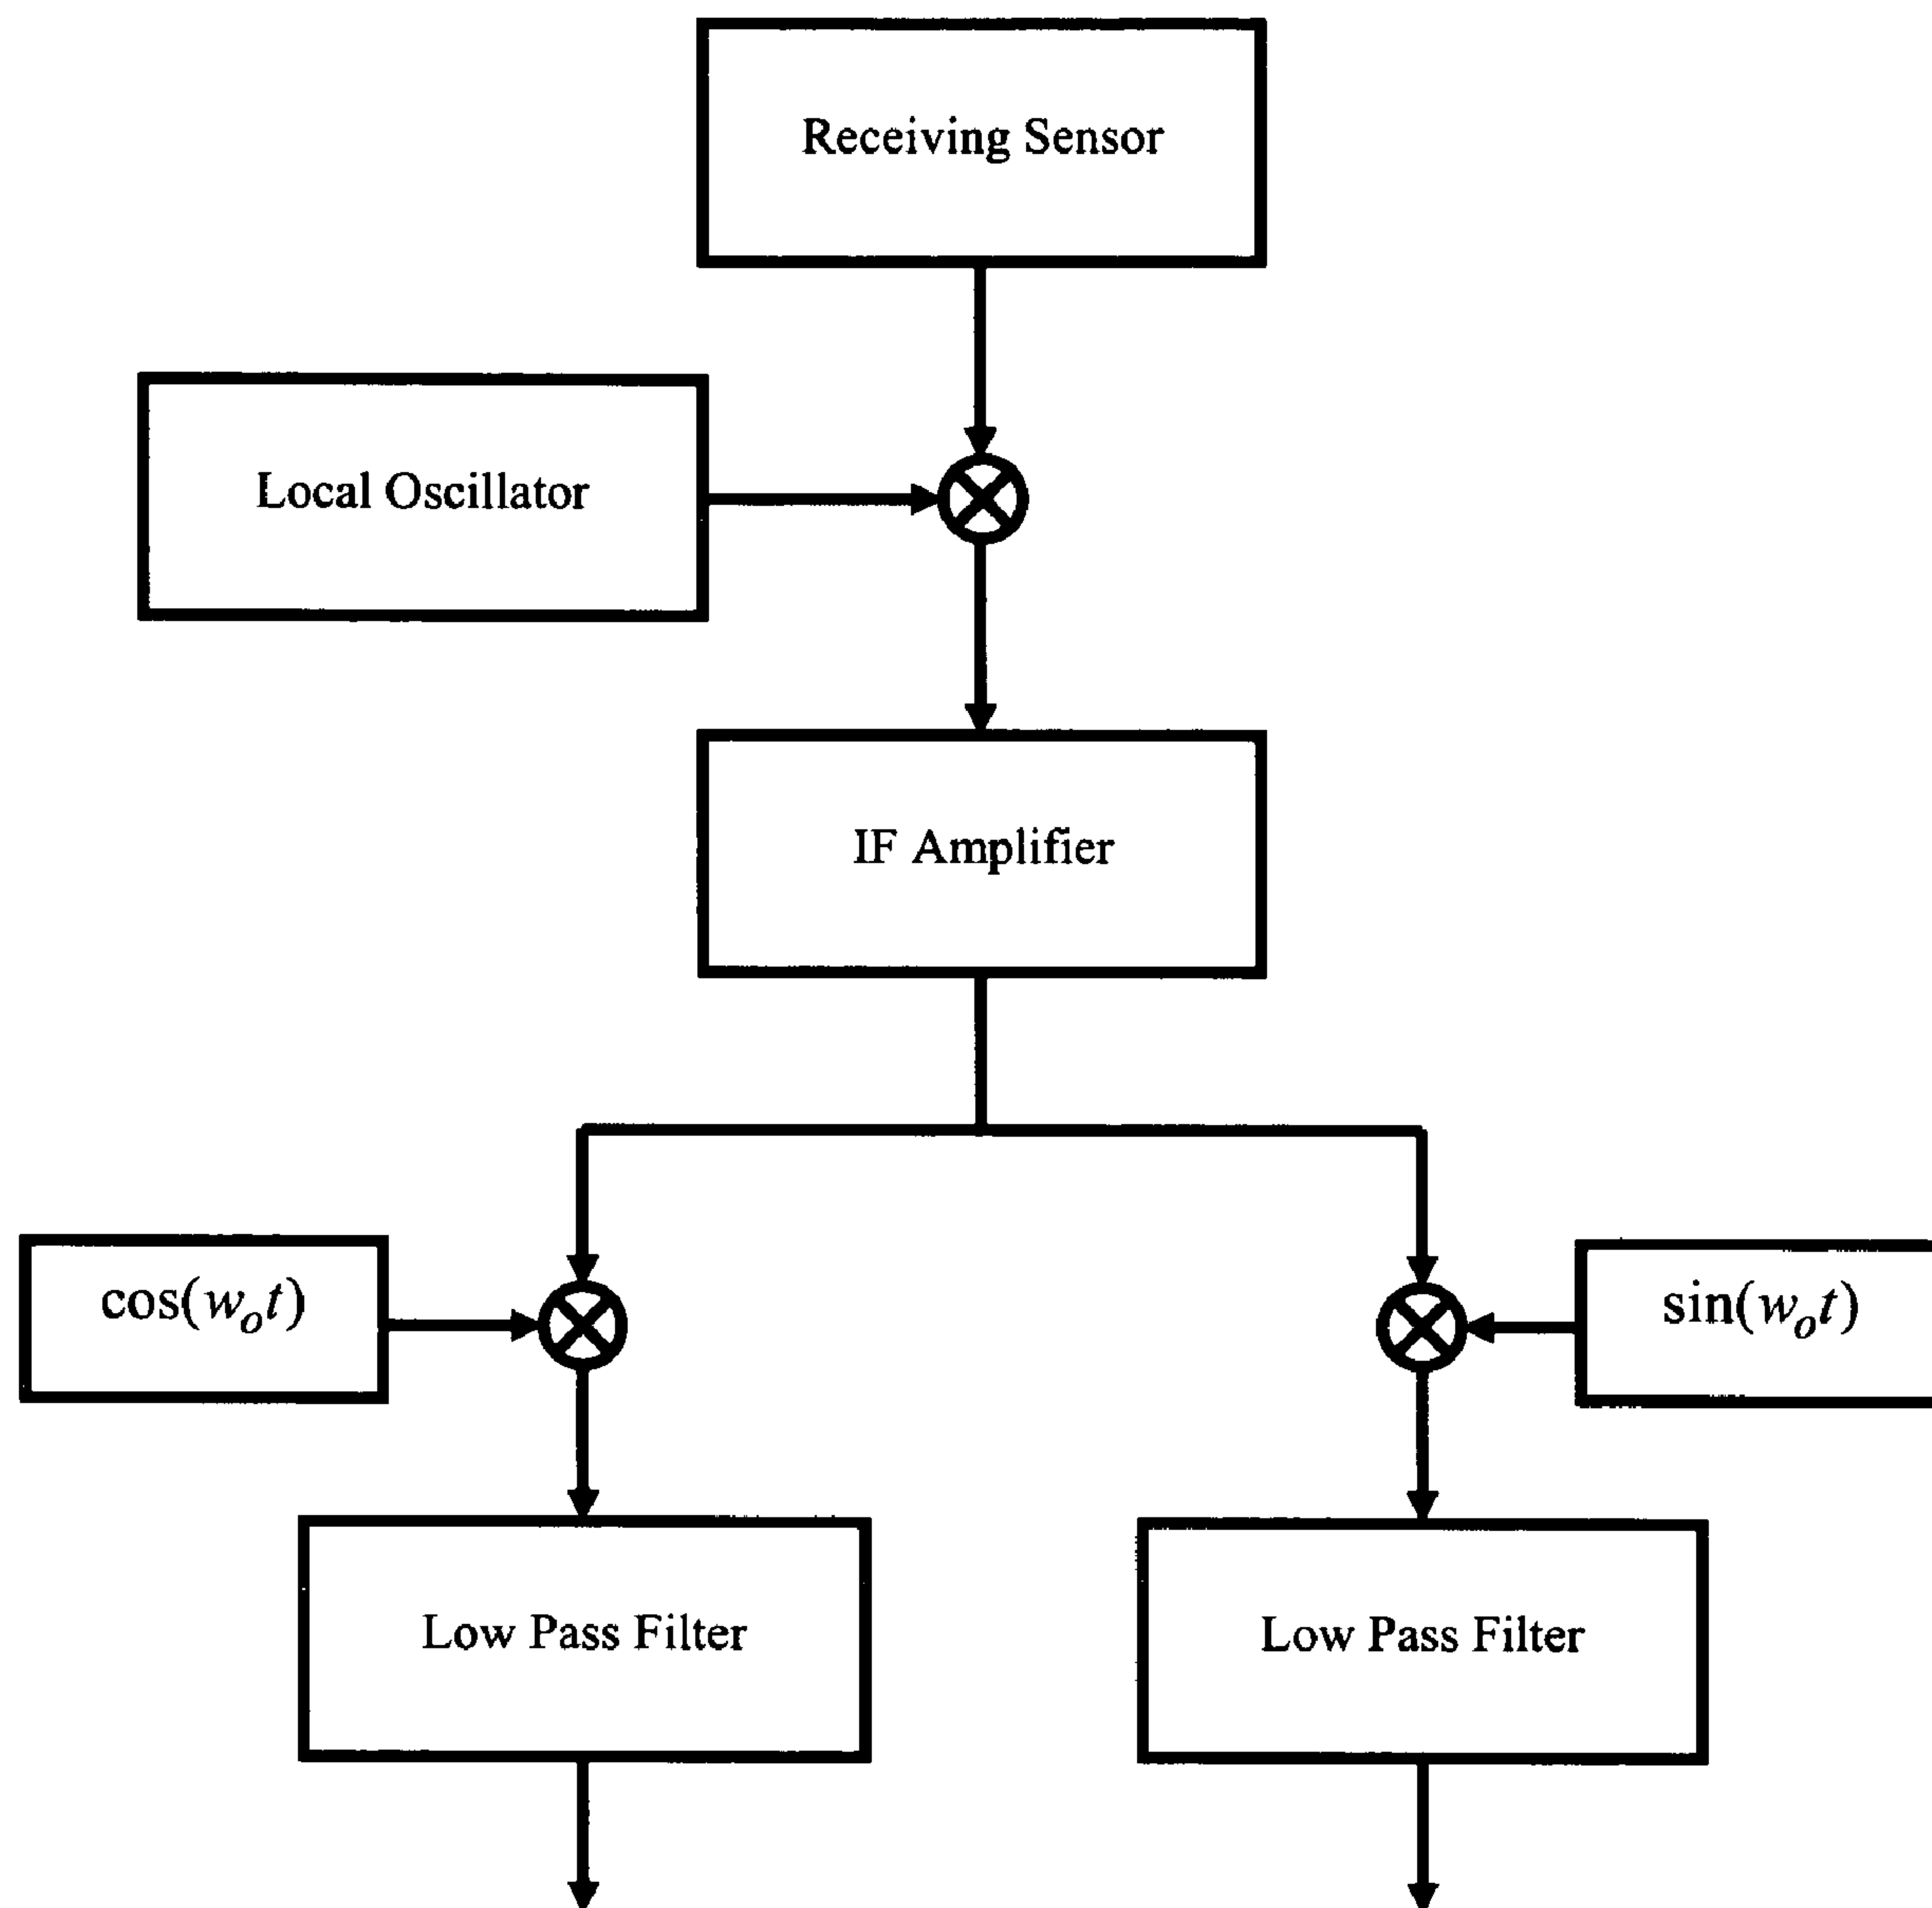 Receiving Sensor
Local Oscillator
IF Amplifier
cos(wₒt)
sin(wₒt)
Low Pass Filter
Low Pass Filter